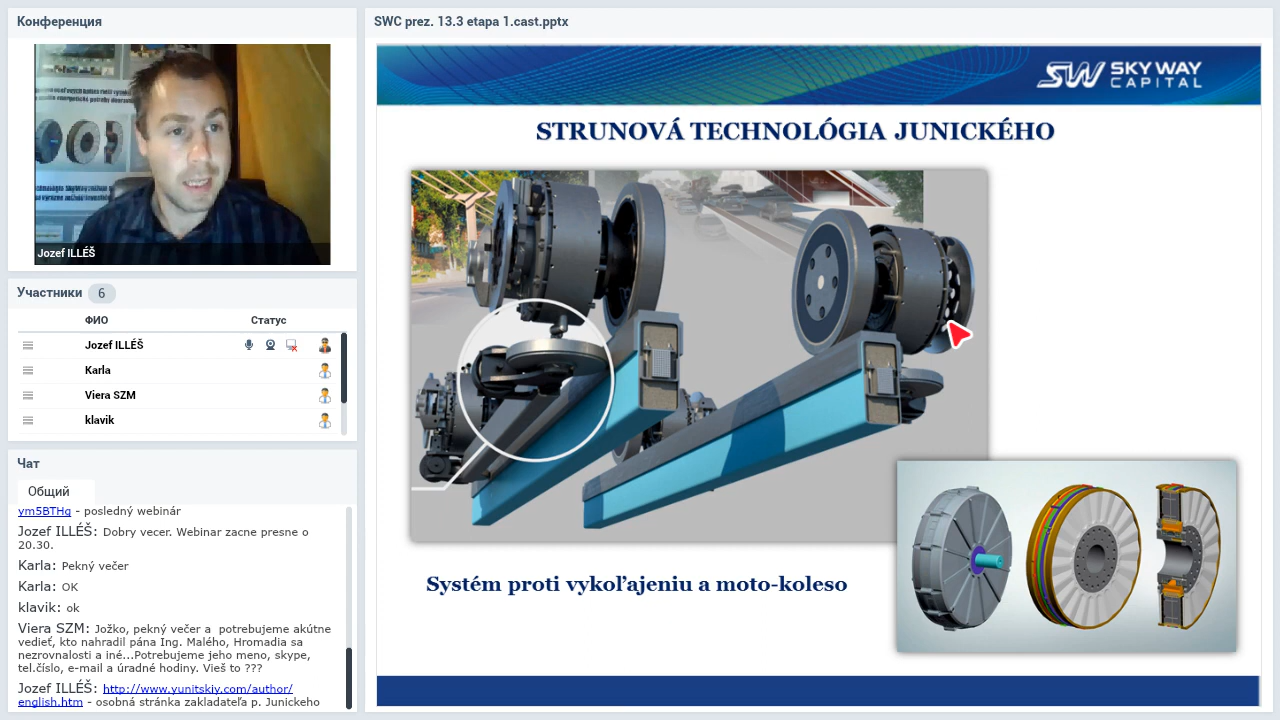 Конференция
Jozef ILLÉŠ
Участники 6
ФИО Статус
Jozef ILLÉŠ
Karla
Viera SZM
klavik
Чат
Общий
vm5BTHq - posledný webinár
Jozef ILLÉŠ: Dobry vecer. Webinar zacne presne o
20.30.
Karla: Pekný večer
Karla: OK
klavik: ok
Viera SZM: Jožko, pekný večer a potrebujeme akútne
vedieť, kto nahradil pána Ing. Malého, Hromadia sa
nezrovnalosti a iné...Potrebujeme jeho meno, skype,
tel.číslo, e-mail a úradné hodiny. Vieš to ???
Jozef ILLÉŠ: http://www.yunitskiy.com/author/
english.htm - osobná stránka zakladateľa p. Junickeho
SWC prez. 13.3 etapa 1.cast.pptx
SW SKY WAY
CAPITAL
STRUNOVÁ TECHNOLÓGIA JUNICKÉHO
Systém proti vykoľajeniu a moto-koleso